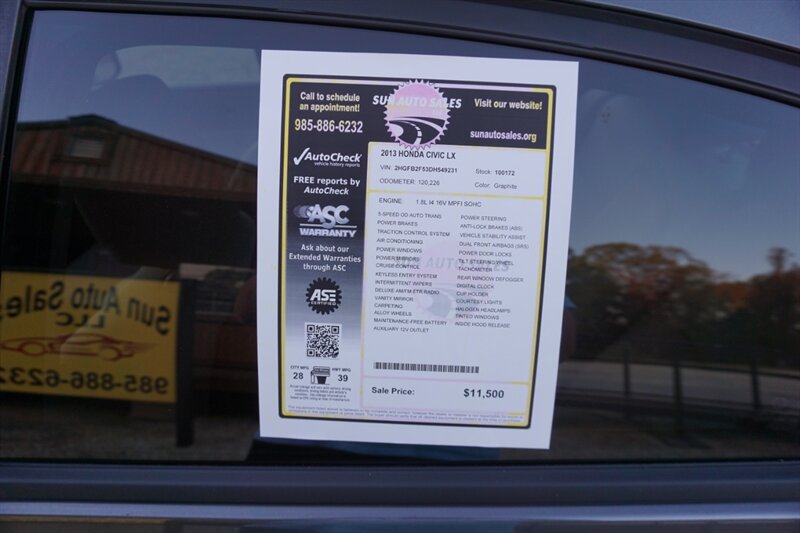 Call to schedule
an appointment!
985-886-6232
SUN AUTO SALES
Visit our website!
sunautosales.org
AutoCheck
vehicle history reports
FREE reports by
AutoCheck
ASC
WARRANTY
Ask about our
Extended Warranties
through ASC
ASE
CERTIFIED
CITY MPG
28
HWY MPG
39
2013 HONDA CIVIC LX
VIN: 2HGFB2F53DH549231
Stock: 100172
ODOMETER: 120,226
Color: Graphite
ENGINE: 1.8L I4 16V MPFI SOHC
5-SPEED OD AUTO TRANS
POWER BRAKES
TRACTION CONTROL SYSTEM
AIR CONDITIONING
POWER WINDOWS
POWER MIRRORS
CRUISE CONTROL
KEYLESS ENTRY SYSTEM
INTERMITTENT WIPERS
DELUXE AM/FM ETR RADIO
VANITY MIRROR
CARPETING
ALLOY WHEELS
MAINTENANCE-FREE BATTERY
AUXILIARY 12V OUTLET
POWER STEERING
ANTI-LOCK BRAKES (ABS)
VEHICLE STABILITY ASSIST
DUAL FRONT AIRBAGS (SRS)
POWER DOOR LOCKS
TILT STEERING WHEEL
TACHOMETER
REAR WINDOW DEFOGGER
DIGITAL CLOCK
CUP HOLDER
COURTESY LIGHTS
HALOGEN HEADLAMPS
TINTED WINDOWS
INSIDE HOOD RELEASE
SUN AUTO SALES
Sale Price: $11,500
Sun Auto Sales
LLC
985-886-6232